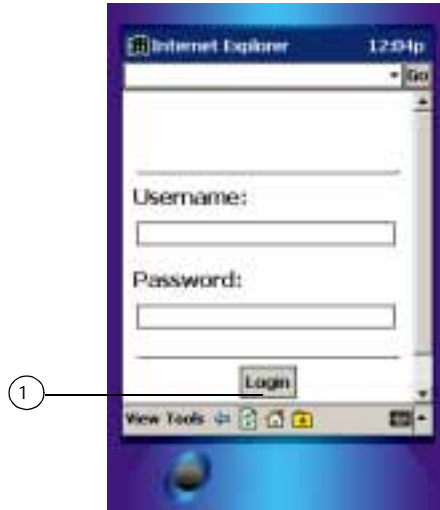 Internet Explorer 12:04p
Go
Username:
Password:
Login
1
View Tools